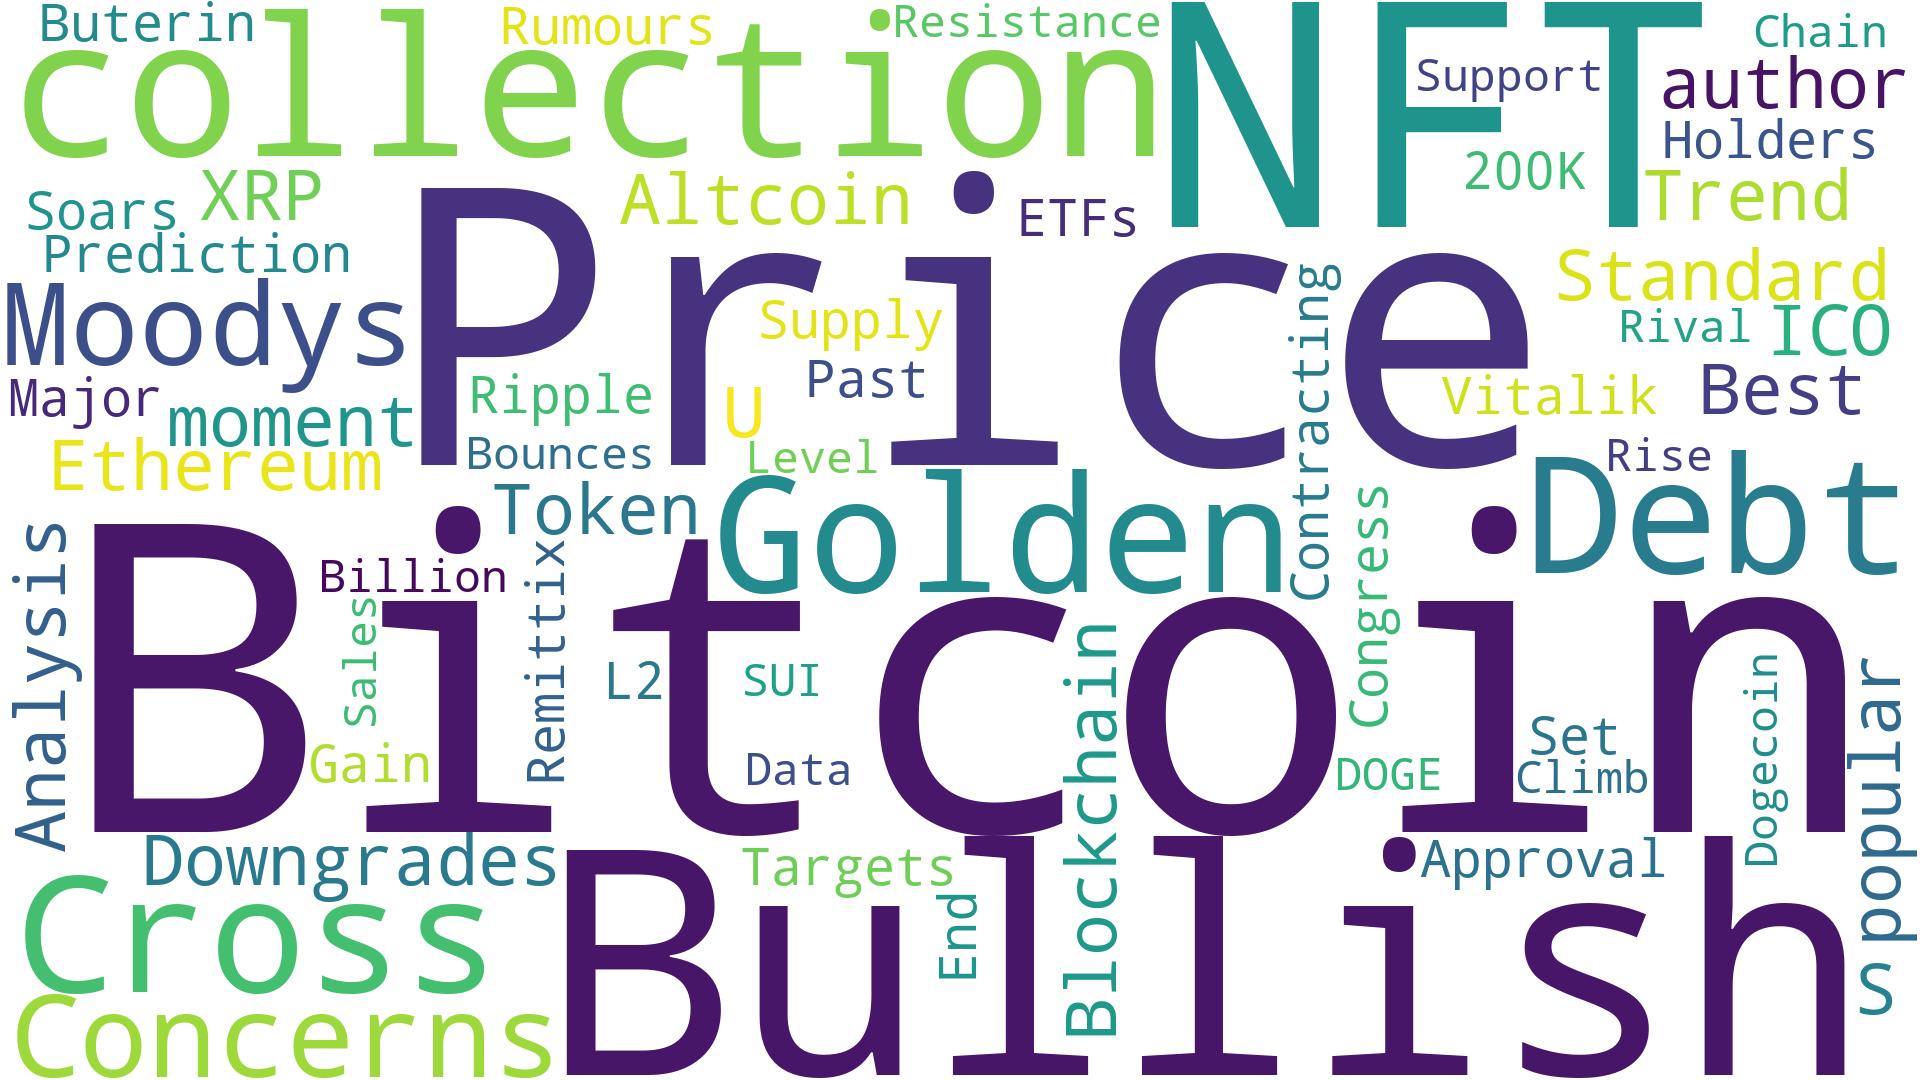 Buterin
Rumours
Resistance
collection
NFT
Chain
Support
author
Holders
200K
Trend
Soars
XRP
Altcoin
ETFs
Prediction
Price
Standard
Moodys
Supply
Contracting
Rival
ICO
Major
moment
Ripple
U
Past
Vitalik
Best
Ethereum
Bounces
Level
Rise
Token
Golden
Congress
Debt
Analysis
Billion
Bitcoin
Sales
Remittix
L2
SUI
Blockchain
Dogecoin
popular
Gain
Data
DOGE
Set
Climb
Downgrades
Targets
Approval
Cross
Bullish
End
S
Concerns